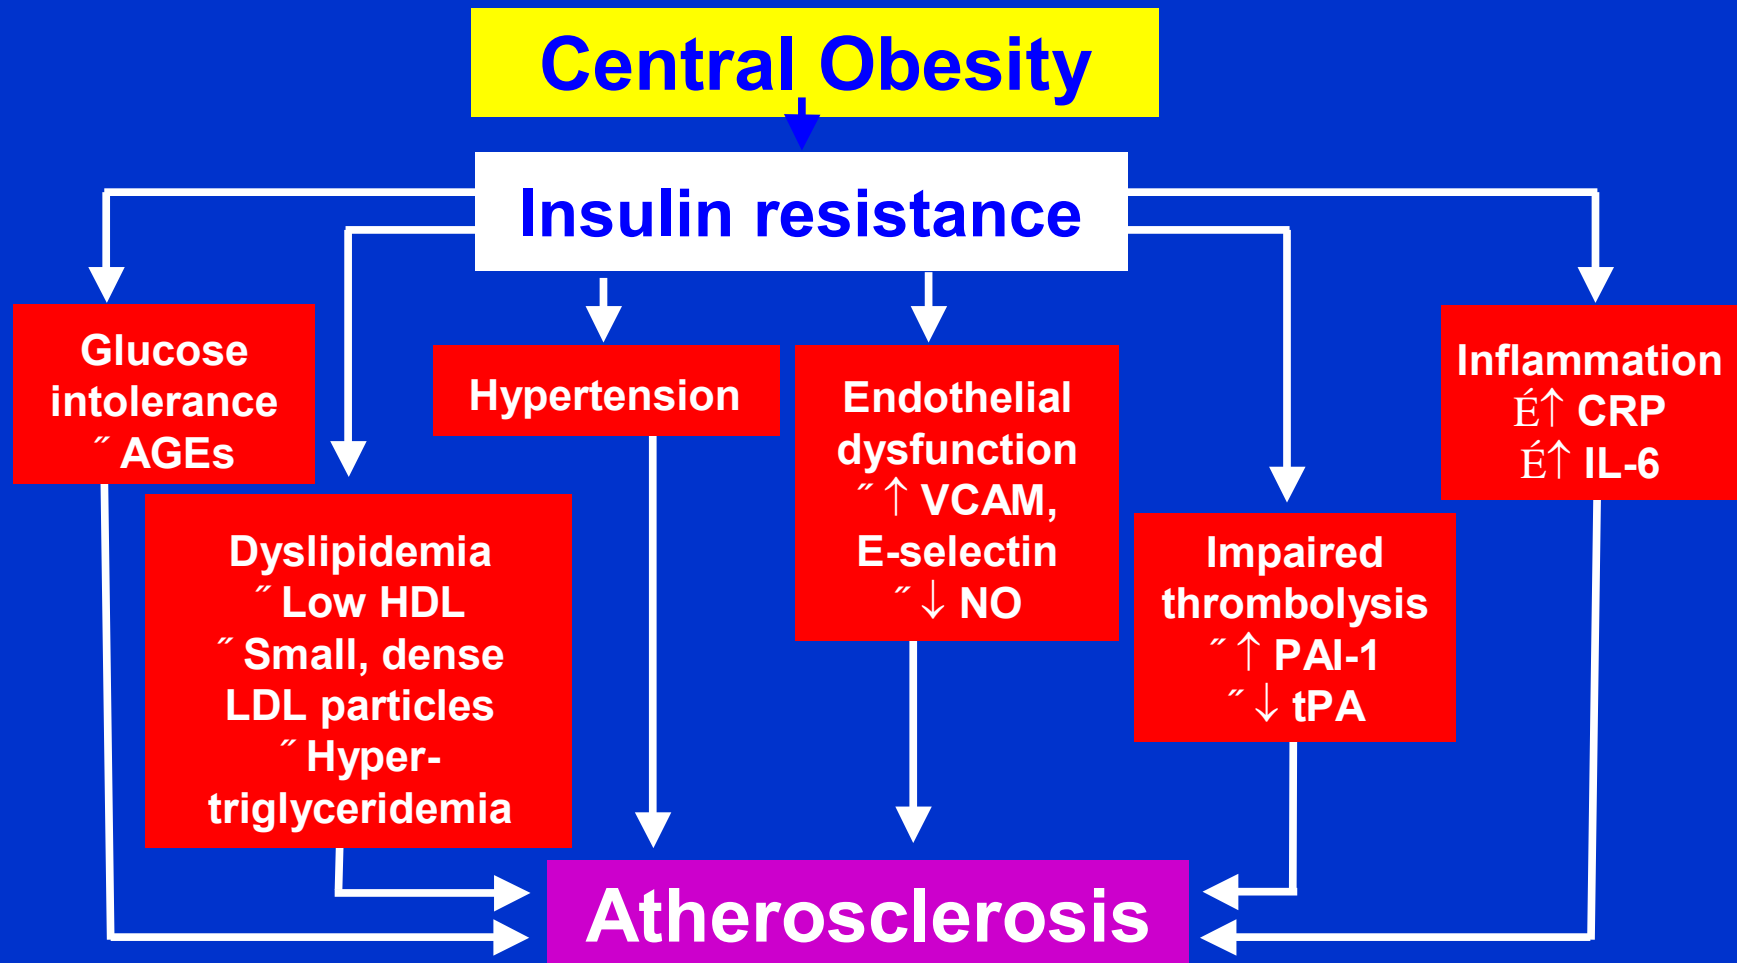 Central Obesity
Insulin resistance
Glucose
intolerance
˝ AGEs
Dyslipidemia
˝ Low HDL
˝ Small, dense
LDL particles
˝ Hyper-
triglyceridemia
Hypertension
Endothelial
dysfunction
˝ ↑ VCAM,
E-selectin
˝ ↓ NO
Impaired
thrombolysis
˝ ↑ PAI-1
˝ ↓ tPA
Inflammation
É↑ CRP
É↑ IL-6
Atherosclerosis